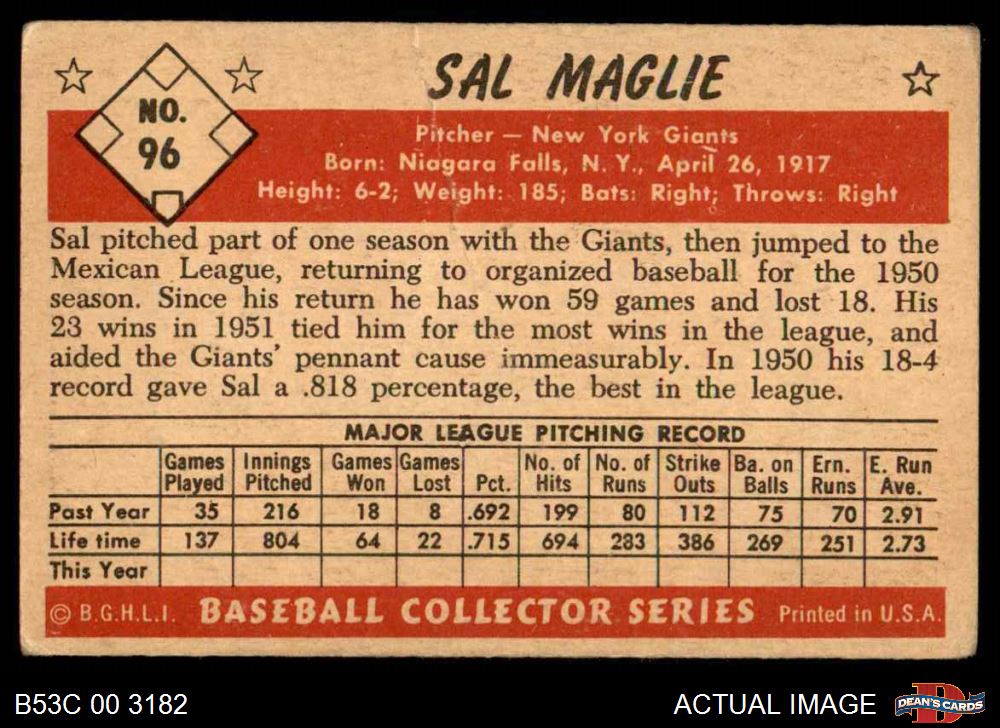 NO.
96
SAL MAGLIE
Pitcher — New York Giants
Born: Niagara Falls, N. Y., April 26, 1917
Height: 6-2; Weight: 185; Bats: Right; Throws: Right
Sal pitched part of one season with the Giants, then jumped to the
Mexican League, returning to organized baseball for the 1950
season. Since his return he has won 59 games and lost 18. His
23 wins in 1951 tied him for the most wins in the league, and
aided the Giants' pennant cause immeasurably. In 1950 his 18-4
record gave Sal a .818 percentage, the best in the league.
MAJOR LEAGUE PITCHING RECORD
Games Innings Games Games No. of No. of Strike Ba. on Ern. E. Run
Played Pitched Won Lost Pct. Hits Runs Outs Balls Runs Ave.
Past Year 35 216 18 8 .692 199 80 112 75 70 2.91
Life time 137 804 64 22 .715 694 283 386 269 251 2.73
This Year
© B.G.H.L.I. BASEBALL COLLECTOR SERIES Printed in U.S.A.
B53C 00 3182 ACTUAL IMAGE DEAN'S CARDS